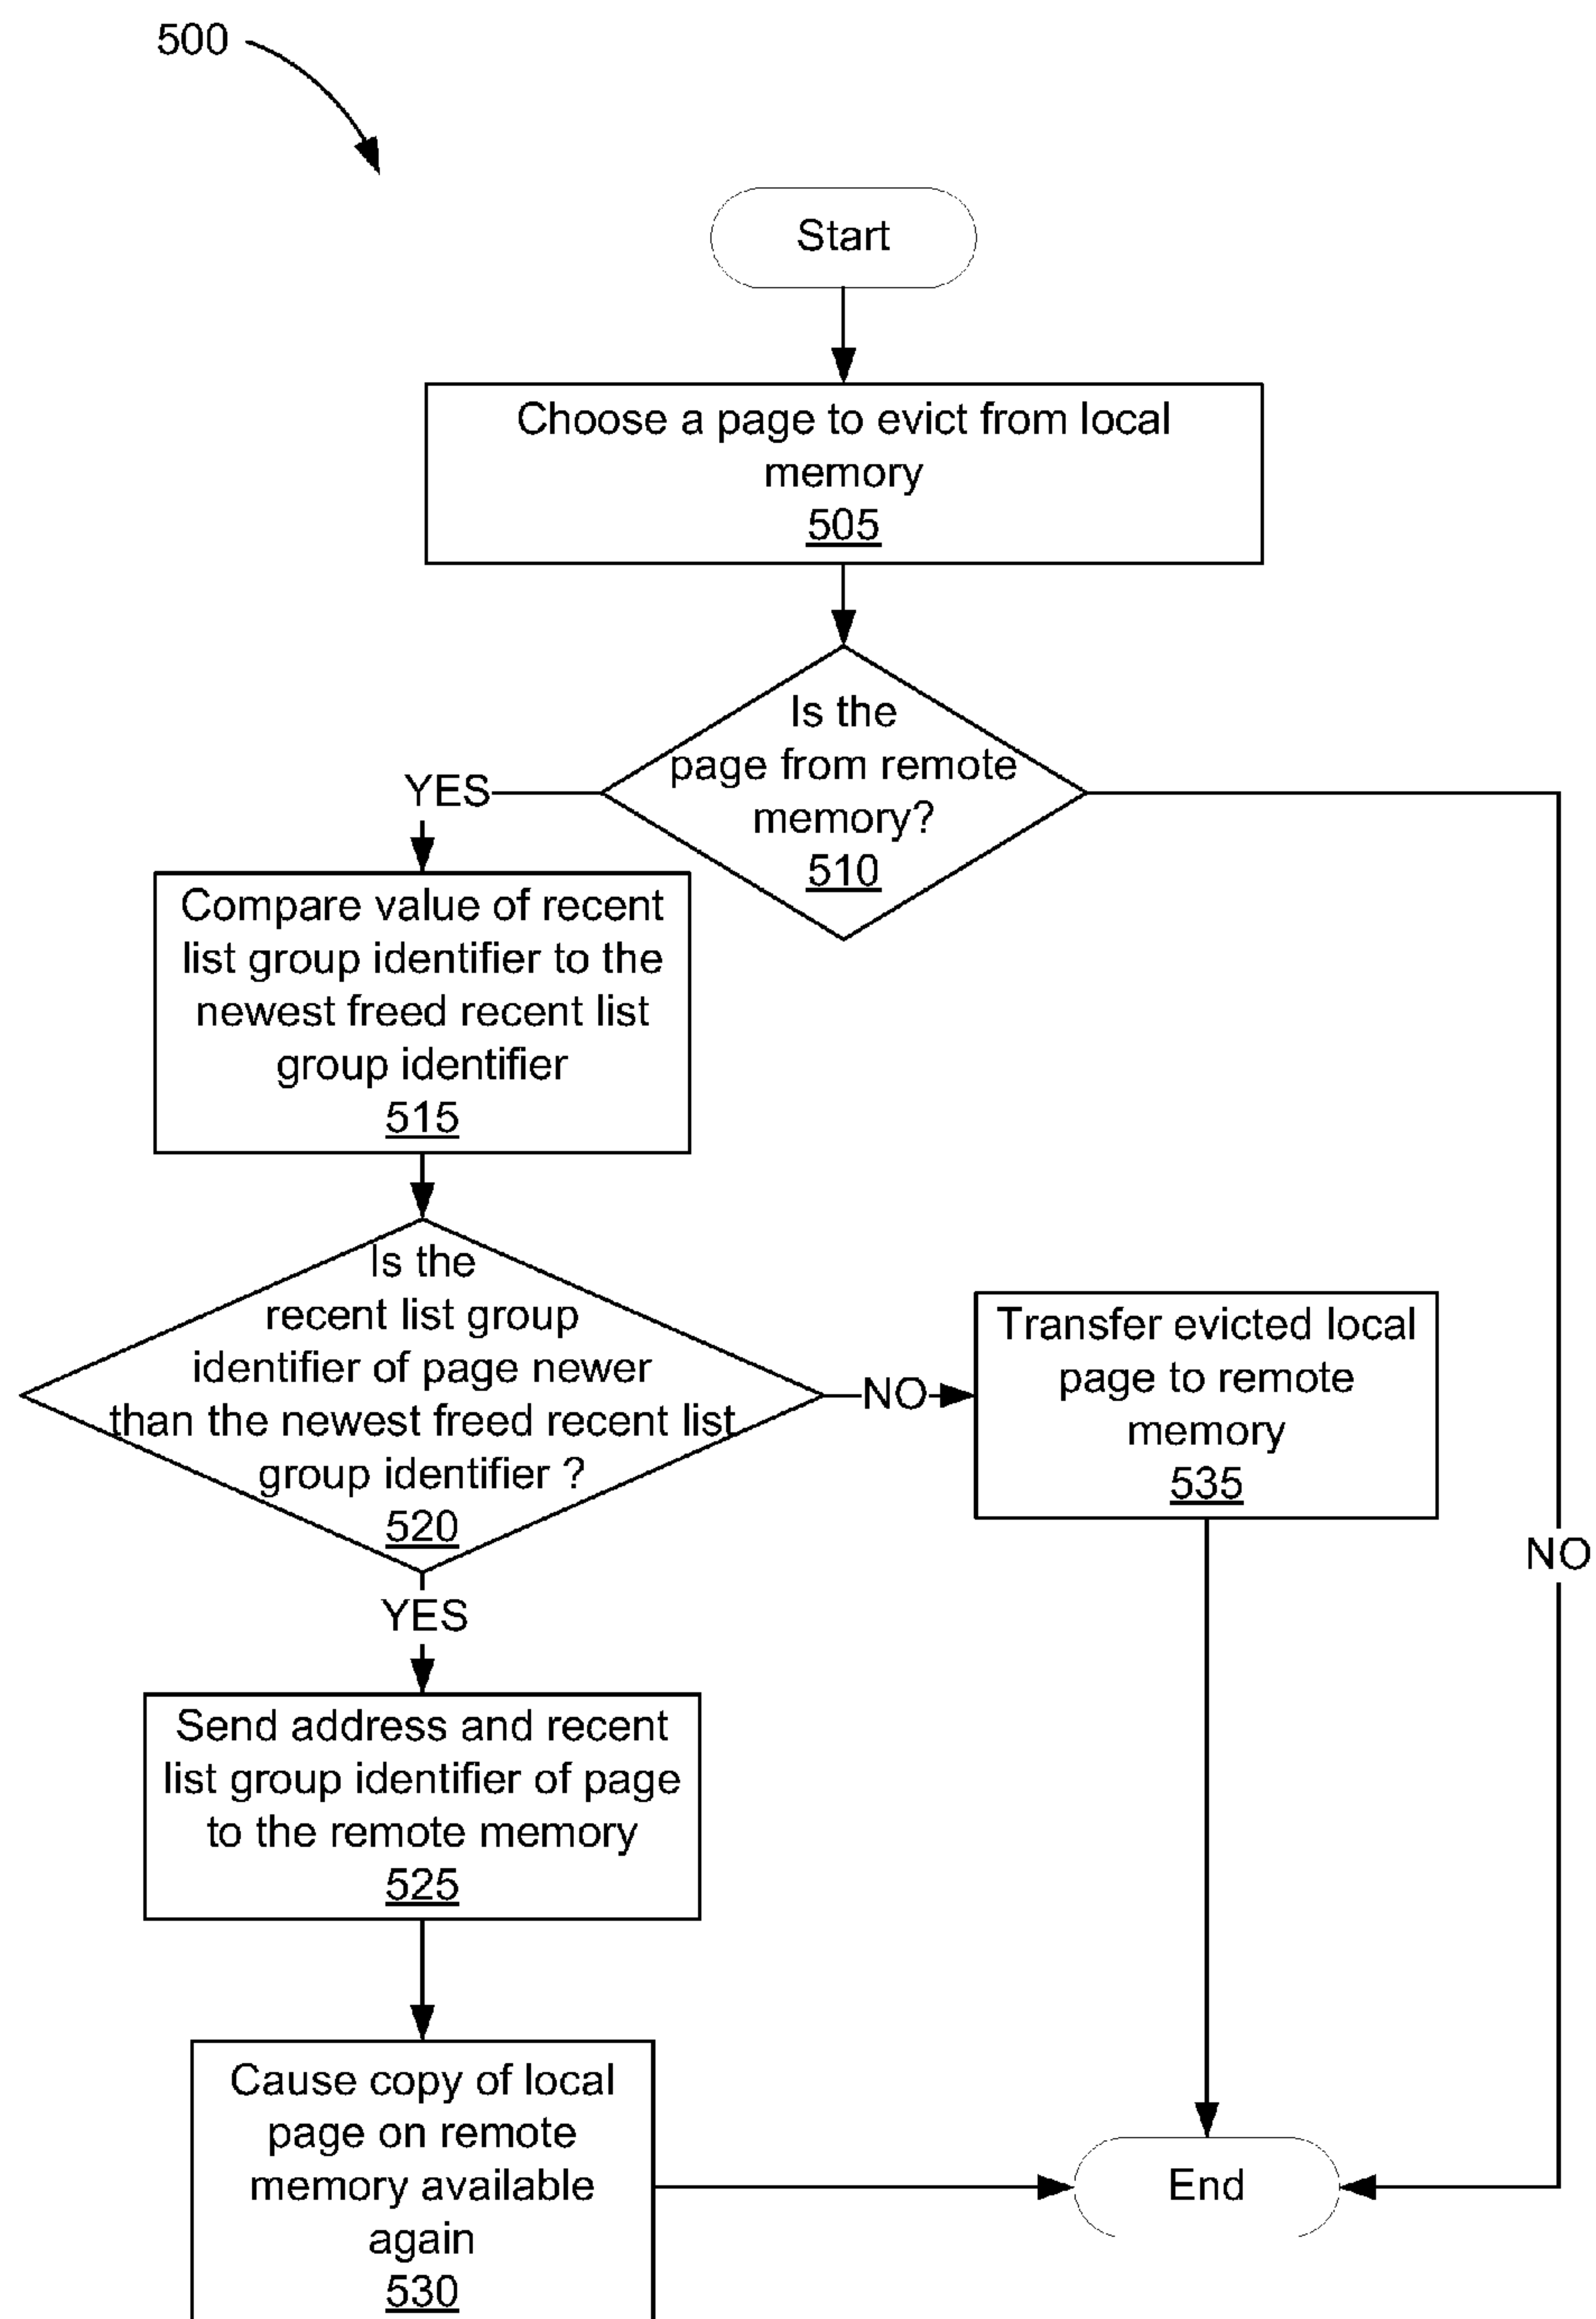 500
Start
Choose a page to evict from local
memory
505
Is the
page from remote
memory?
510
YES
Compare value of recent
list group identifier to the
newest freed recent list
group identifier
515
Is the
recent list group
identifier of page newer
than the newest freed recent list
group identifier ?
520
NO
Transfer evicted local
page to remote
memory
535
NO
YES
Send address and recent
list group identifier of page
to the remote memory
525
Cause copy of local
page on remote
memory available
again
530
End